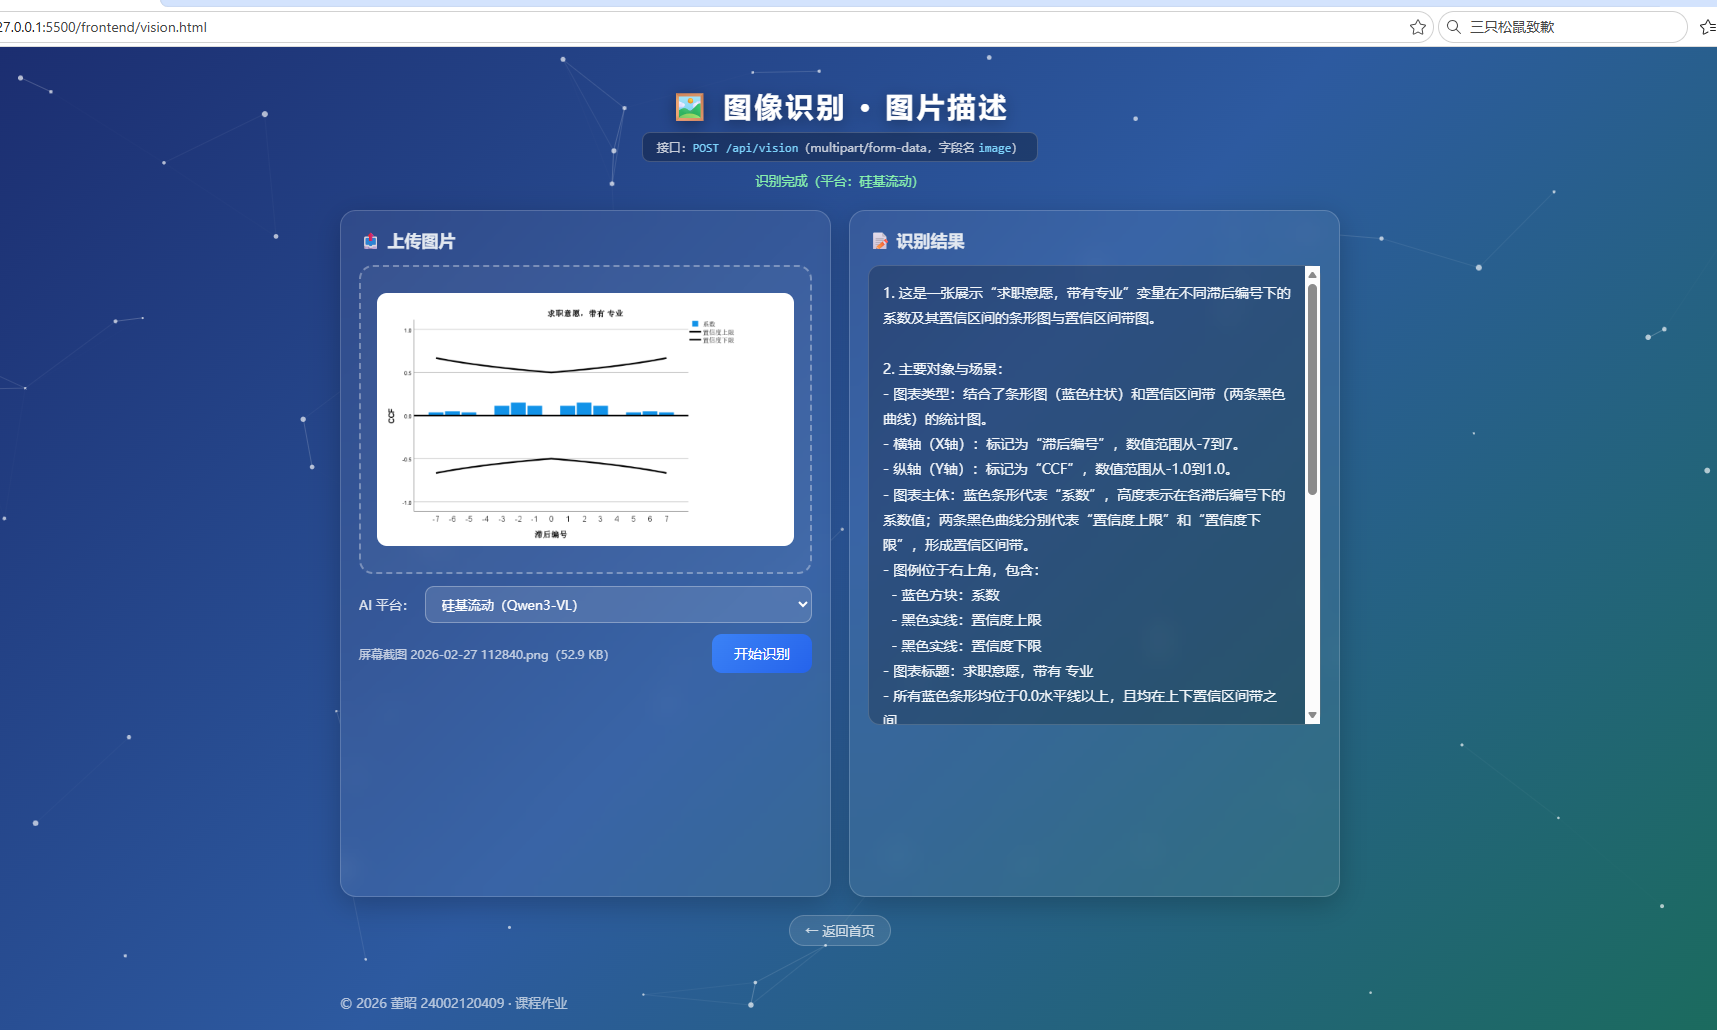 27.0.0.1:5500/frontend/vision.html
三只松鼠致歉
图像识别 • 图片描述
接口：POST /api/vision（multipart/form-data，字段名 image）
识别完成（平台：硅基流动）
上传图片
求职意愿，带有 专业
系数
置信度上限
置信度下限
1.0
0.5
0.0
-0.5
-1.0
CCF
-7 -6 -5 -4 -3 -2 -1 0 1 2 3 4 5 6 7
滞后编号
AI 平台：
硅基流动（Qwen3-VL）
屏幕截图 2026-02-27 112840.png（52.9 KB）
开始识别
识别结果
1. 这是一张展示“求职意愿，带有专业”变量在不同滞后编号下的
系数及其置信区间的条形图与置信区间带图。
2. 主要对象与场景：
- 图表类型：结合了条形图（蓝色柱状）和置信区间带（两条黑色
曲线）的统计图。
- 横轴（X轴）：标记为“滞后编号”，数值范围从-7到7。
- 纵轴（Y轴）：标记为“CCF”，数值范围从-1.0到1.0。
- 图表主体：蓝色条形代表“系数”，高度表示在各滞后编号下的
系数值；两条黑色曲线分别代表“置信度上限”和“置信度下
限”，形成置信区间带。
- 图例位于右上角，包含：
- 蓝色方块：系数
- 黑色实线：置信度上限
- 黑色实线：置信度下限
- 图表标题：求职意愿，带有 专业
- 所有蓝色条形均位于0.0水平线以上，且均在上下置信区间带之
间
← 返回首页
© 2026 董昭 24002120409 · 课程作业